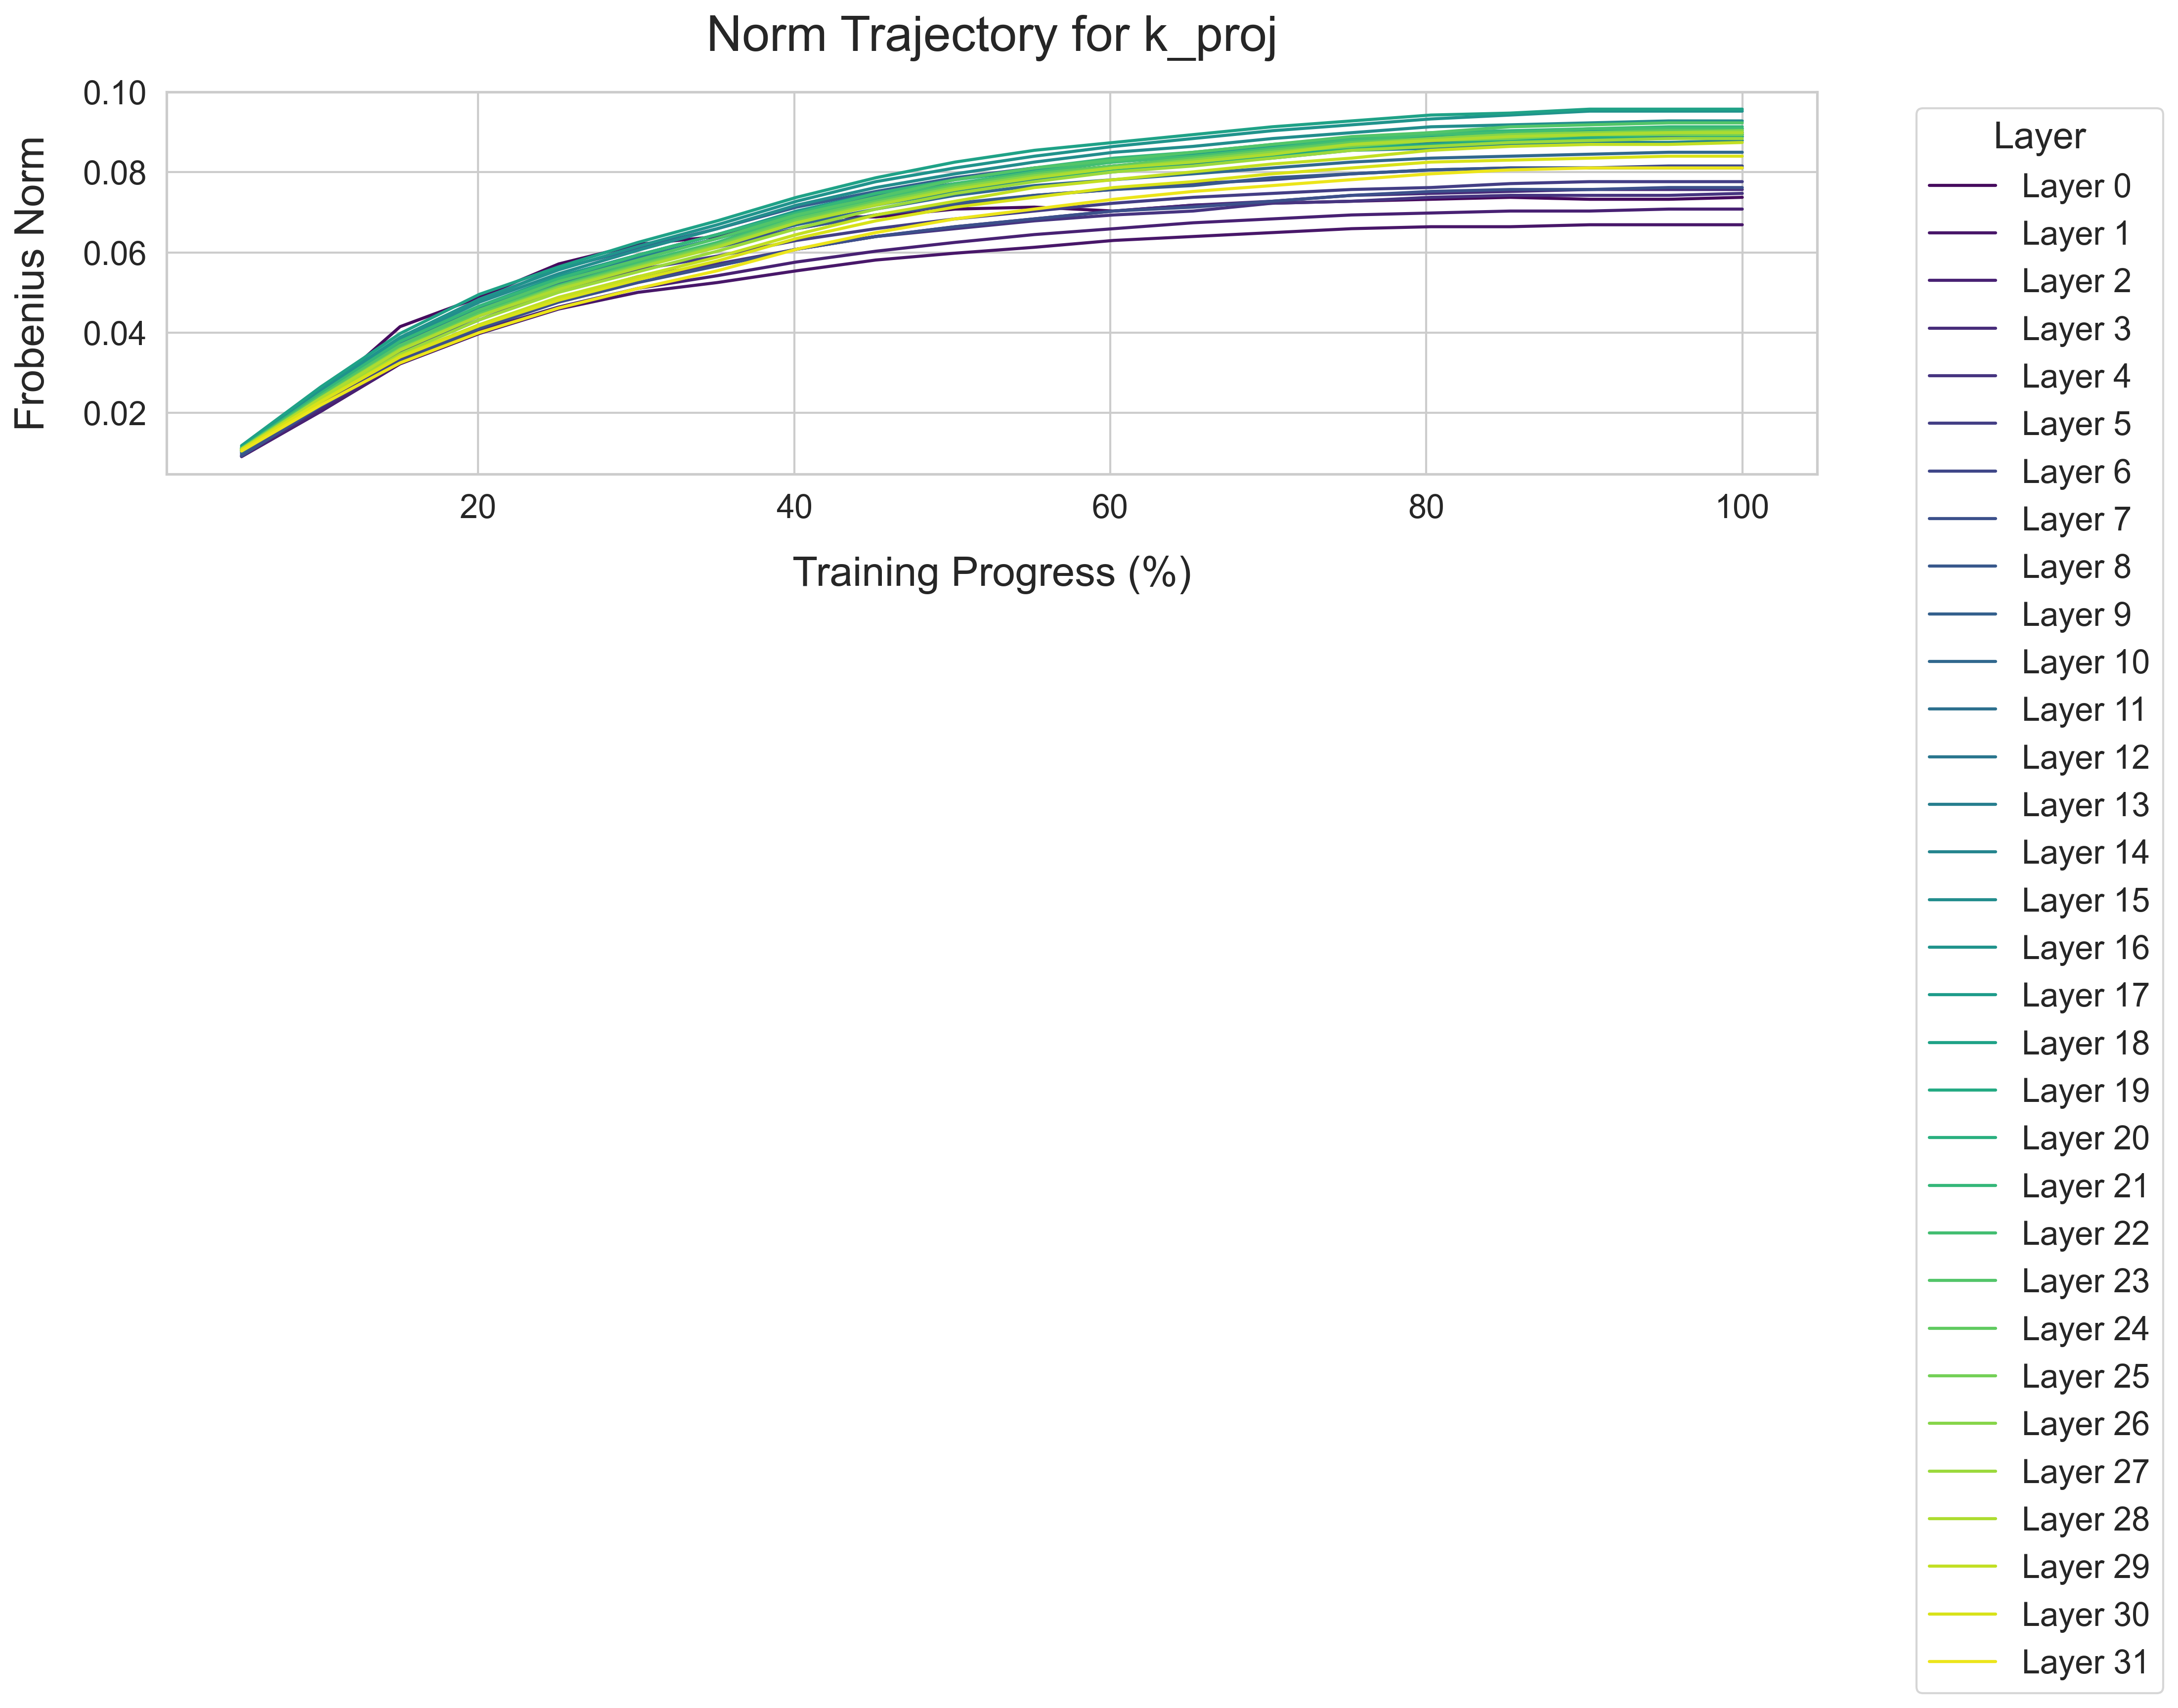 Norm Trajectory for k_proj
Frobenius Norm
0.10
0.08
0.06
0.04
0.02
20 40 60 80 100
Training Progress (%)
Layer
Layer 0
Layer 1
Layer 2
Layer 3
Layer 4
Layer 5
Layer 6
Layer 7
Layer 8
Layer 9
Layer 10
Layer 11
Layer 12
Layer 13
Layer 14
Layer 15
Layer 16
Layer 17
Layer 18
Layer 19
Layer 20
Layer 21
Layer 22
Layer 23
Layer 24
Layer 25
Layer 26
Layer 27
Layer 28
Layer 29
Layer 30
Layer 31